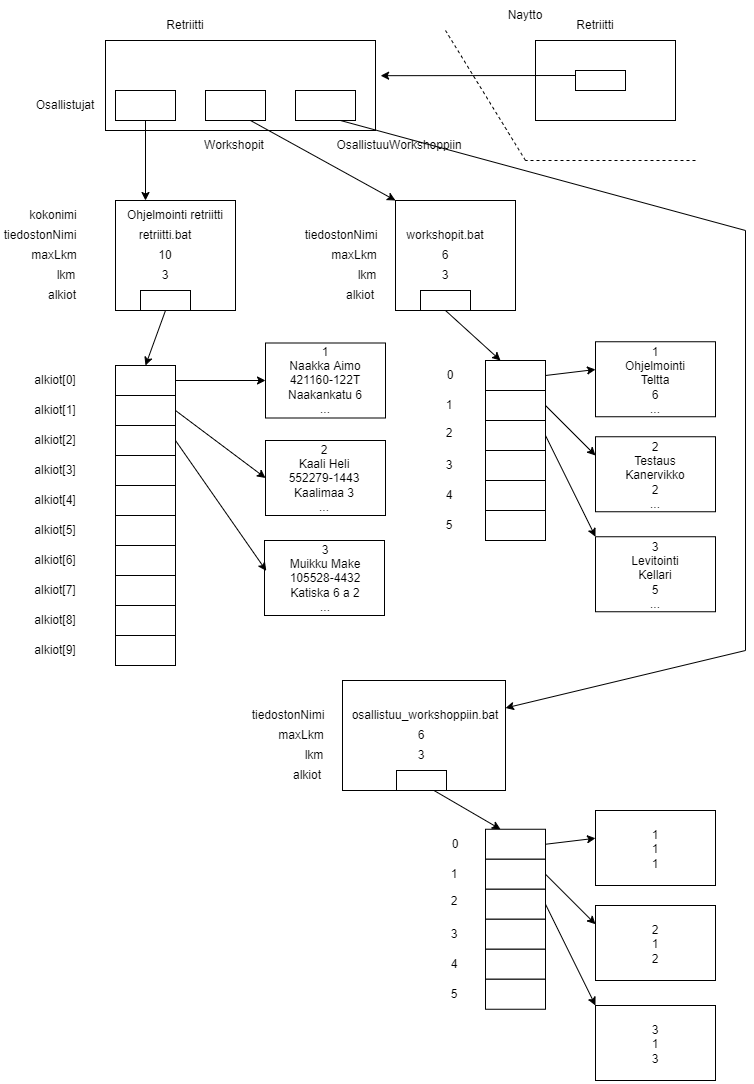 Naytto
Retriitti
Retriitti
Osallistujat
Workshopit
OsallistuuWorkshoppiin
kokonimi
Ohjelmointi retriitti
tiedostonNimi
retriitti.bat
maxLkm
10
lkm
3
alkiot
tiedostonNimi
workshopit.bat
maxLkm
6
lkm
3
alkiot
alkiot[0]
alkiot[1]
alkiot[2]
alkiot[3]
alkiot[4]
alkiot[5]
alkiot[6]
alkiot[7]
alkiot[8]
alkiot[9]
1
Naakka Aimo
421160-122T
Naakankatu 6
...
2
Kaali Heli
552279-1443
Kaalimaa 3
...
3
Muikku Make
105528-4432
Katiska 6 a 2
...
0
1
2
3
4
5
1
Ohjelmointi
Teltta
6
...
2
Testaus
Kanervikko
2
...
3
Levitointi
Kellari
5
...
tiedostonNimi
osallistuu_workshoppiin.bat
maxLkm
6
lkm
3
alkiot
0
1
2
3
4
5
1
1
1
2
1
2
3
1
3